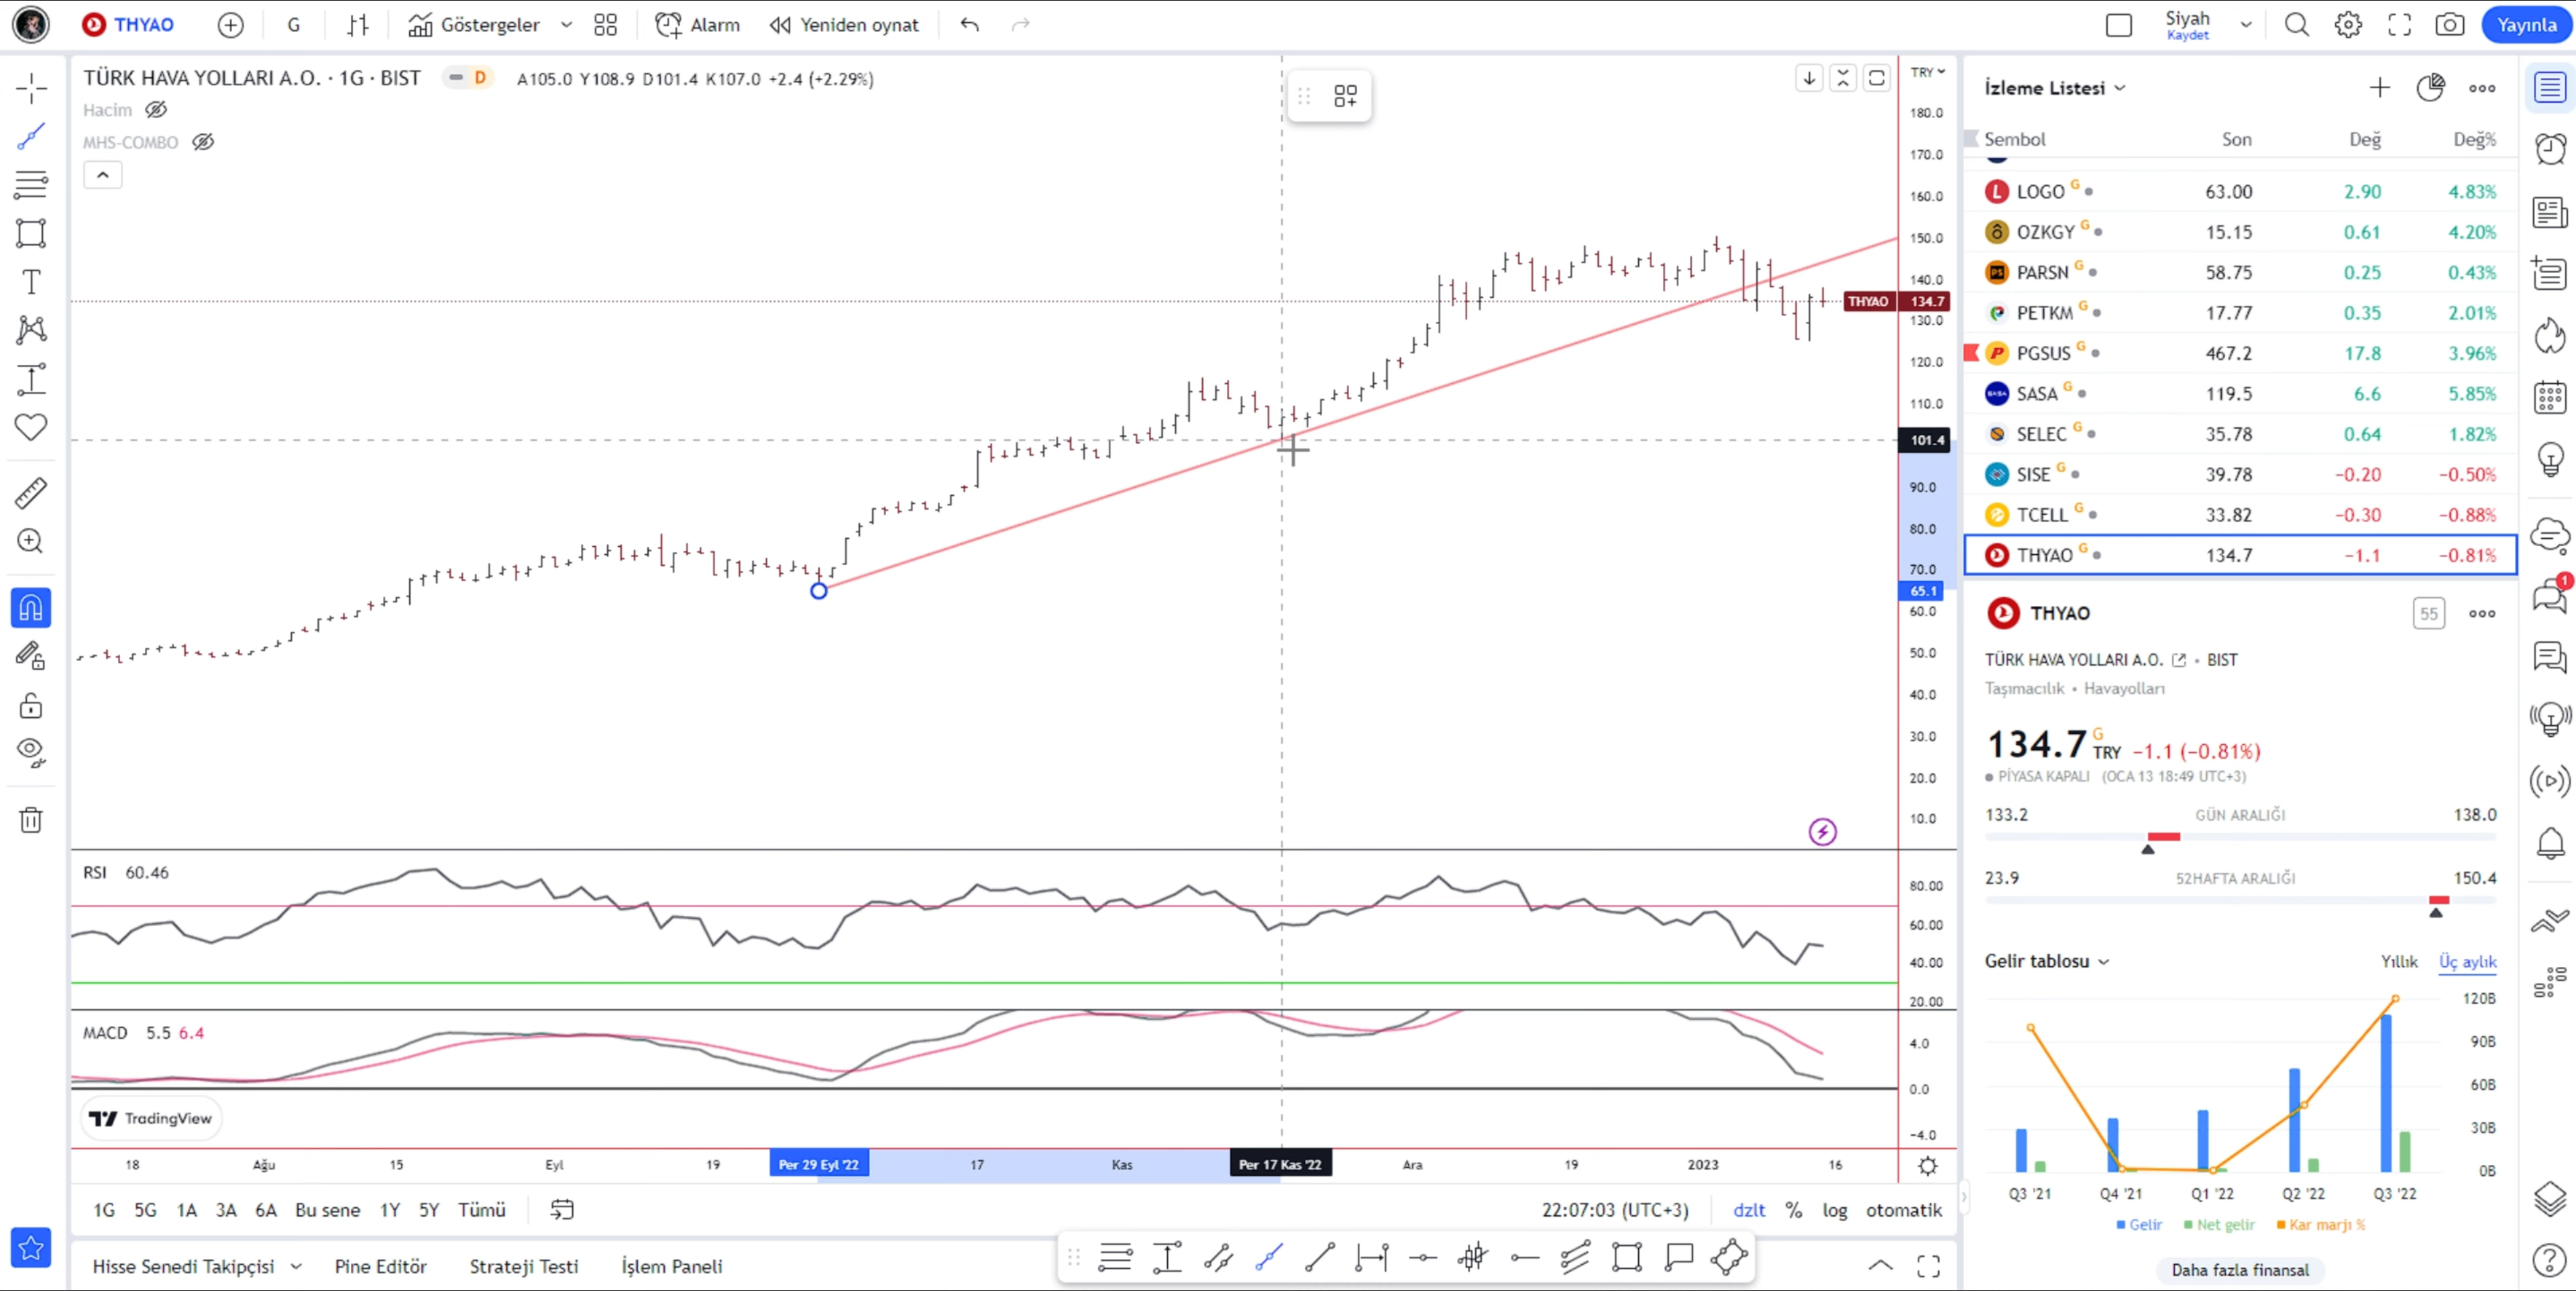 THYAO
G
Göstergeler
Alarm
Yeniden oynat
Siyah
Kaydet
Yayınla
TÜRK HAVA YOLLARI A.O. · 1G · BIST
D
A105.0 Y108.9 D101.4 K107.0 +2.4 (+2.29%)
Hacim
MHS-COMBO
TRY
180.0
170.0
160.0
150.0
140.0
THYAO 134.7
130.0
120.0
110.0
101.4
90.0
80.0
70.0
65.1
60.0
50.0
40.0
30.0
20.0
10.0
RSI 60.46
80.00
60.00
40.00
20.00
MACD 5.5 6.4
4.0
0.0
−4.0
TradingView
18 Ağu 15 Eyl 19 Per 29 Eyl '22 17 Kas Per 17 Kas '22 Ara 19 2023 16
1G 5G 1A 3A 6A Bu sene 1Y 5Y Tümü
22:07:03 (UTC+3)
dzlt % log otomatik
Hisse Senedi Takipçisi Pine Editör Strateji Testi İşlem Paneli
İzleme Listesi
Sembol Son Değ Değ%
LOGO G 63.00 2.90 4.83%
OZKGY G 15.15 0.61 4.20%
PARSN G 58.75 0.25 0.43%
PETKM G 17.77 0.35 2.01%
PGSUS G 467.2 17.8 3.96%
SASA G 119.5 6.6 5.85%
SELEC G 35.78 0.64 1.82%
SISE G 39.78 −0.20 −0.50%
TCELL G 33.82 −0.30 −0.88%
THYAO G 134.7 −1.1 −0.81%
THYAO
55
TÜRK HAVA YOLLARI A.O. • BIST
Taşımacılık • Havayolları
134.7 G TRY −1.1 (−0.81%)
PİYASA KAPALI (OCA 13 18:49 UTC+3)
133.2 GÜN ARALIĞI 138.0
23.9 52HAFTA ARALIĞI 150.4
Gelir tablosu
Yıllık Üç aylık
120B
90B
60B
30B
0B
Q3 '21 Q4 '21 Q1 '22 Q2 '22 Q3 '22
Gelir Net gelir Kar marjı %
Daha fazla finansal
1